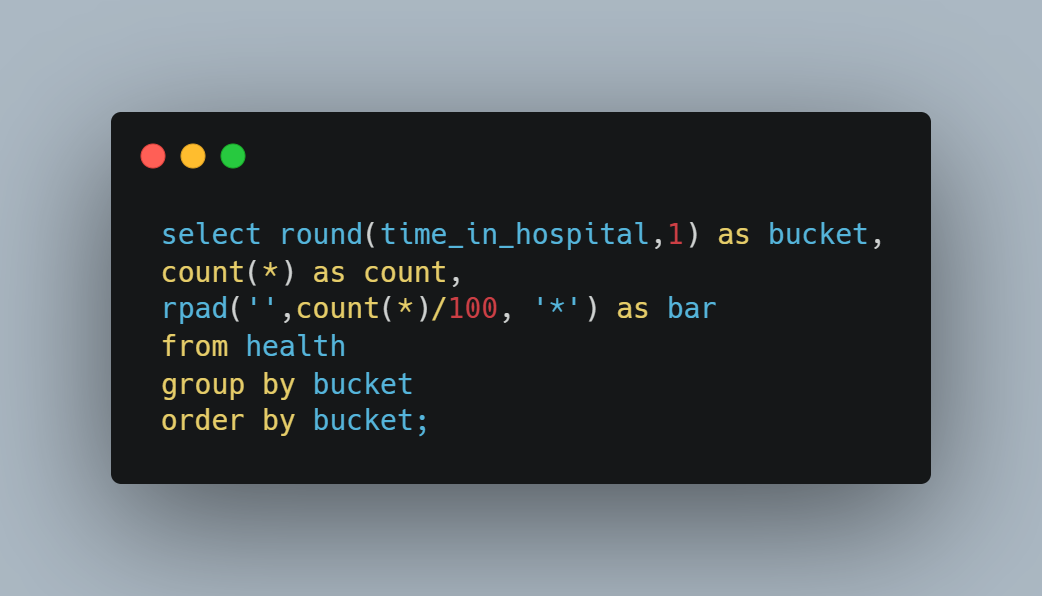 select round(time_in_hospital,1) as bucket,
count(*) as count,
rpad('',count(*)/100, '*') as bar
from health
group by bucket
order by bucket;